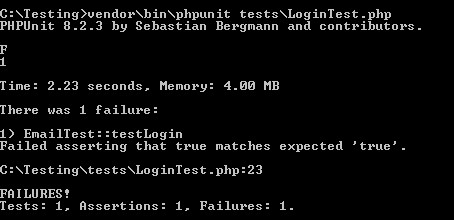 C:\Testing>vendor\bin\phpunit tests\LoginTest.php
PHPUnit 8.2.3 by Sebastian Bergmann and contributors.
F
1
Time: 2.23 seconds, Memory: 4.00 MB
There was 1 failure:
1) EmailTest::testLogin
Failed asserting that true matches expected 'true'.
C:\Testing\tests\LoginTest.php:23
FAILURES!
Tests: 1, Assertions: 1, Failures: 1.